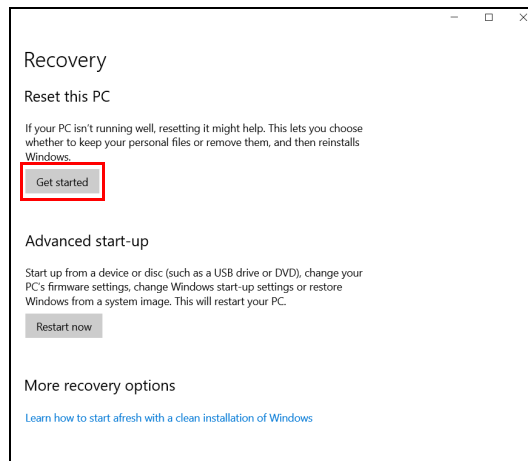 Recovery
Reset this PC
If your PC isn't running well, resetting it might help. This lets you choose
whether to keep your personal files or remove them, and then reinstalls
Windows.
Get started
Advanced start-up
Start up from a device or disc (such as a USB drive or DVD), change your
PC's firmware settings, change Windows start-up settings or restore
Windows from a system image. This will restart your PC.
Restart now
More recovery options
Learn how to start afresh with a clean installation of Windows